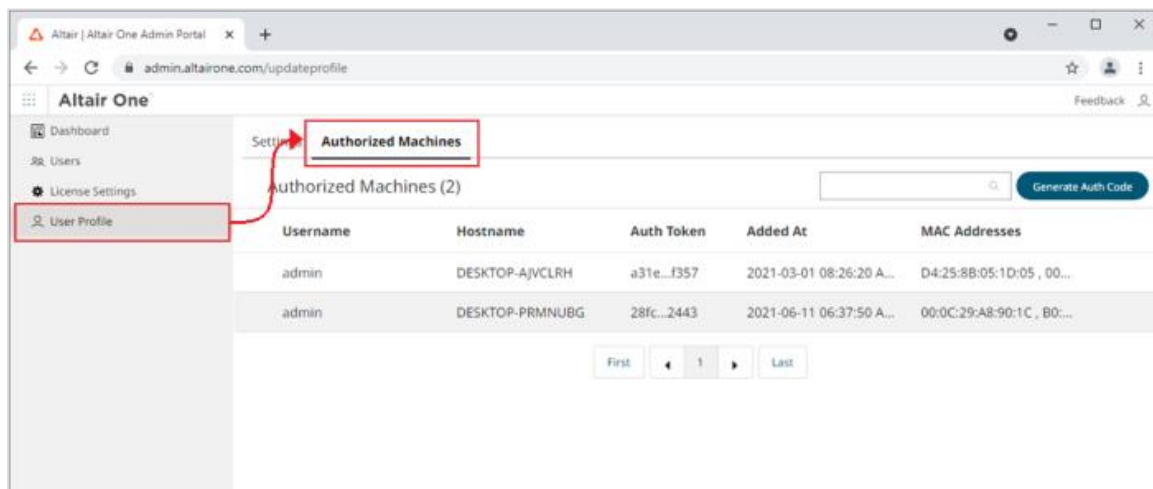 Altair | Altair One Admin Portal
admin.altairone.com/updateprofile
Altair One
Feedback
Dashboard
Users
License Settings
User Profile
Authorized Machines
Authorized Machines (2)
Generate Auth Code
Username Hostname Auth Token Added At MAC Addresses
admin DESKTOP-AJVCLRH a31e...f357 2021-03-01 08:26:20 A... D4:25:8B:05:1D:05 , 00...
admin DESKTOP-PRMNUBG 28fc...2443 2021-06-11 06:37:50 A... 00:0C:29:A8:90:1C , B0:...
First 1 Last